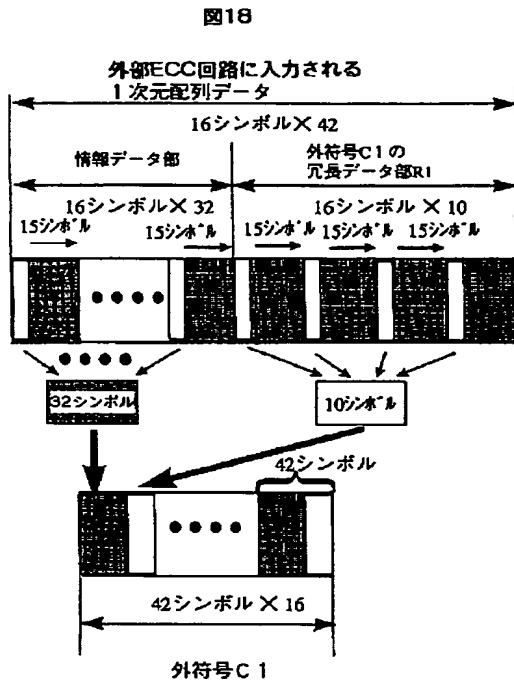 図18
外部ECC回路に入力される
1次元配列データ
16シンボル×42
情報データ部
外符号C1の
冗長データ部R1
16シンボル×32
16シンボル×10
15シンボル
15シンボル
15シンボル
15シンボル
15シンボル
32シンボル
10シンボル
42シンボル
42シンボル×16
外符号C1